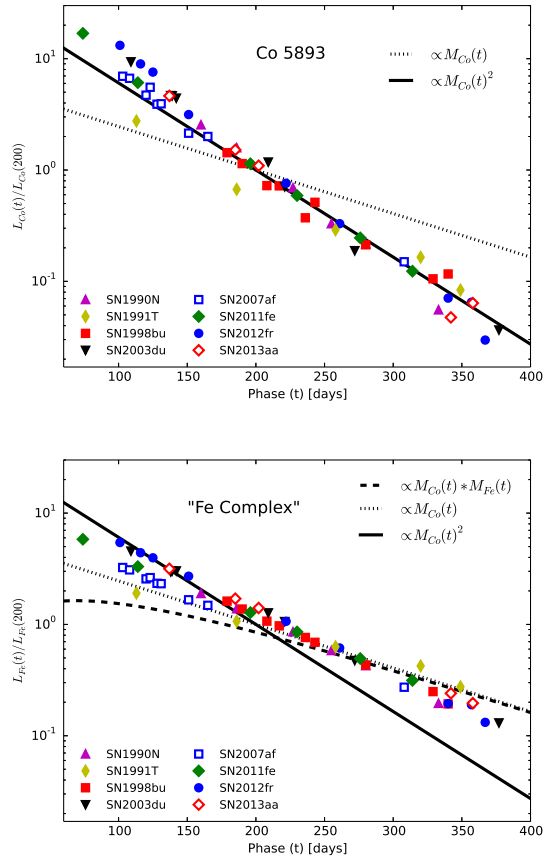 Co 5893
∝M_Co(t)
∝M_Co(t)^2
10^1
10^0
10^-1
L_Co(t)/L_Co(200)
SN1990N
SN1991T
SN1998bu
SN2003du
SN2007af
SN2011fe
SN2012fr
SN2013aa
100 150 200 250 300 350 400
Phase (t) [days]
"Fe Complex"
∝M_Co(t) ∗ M_Fe(t)
∝M_Co(t)
∝M_Co(t)^2
10^1
10^0
10^-1
L_Fe(t)/L_Fe(200)
SN1990N
SN1991T
SN1998bu
SN2003du
SN2007af
SN2011fe
SN2012fr
SN2013aa
100 150 200 250 300 350 400
Phase (t) [days]